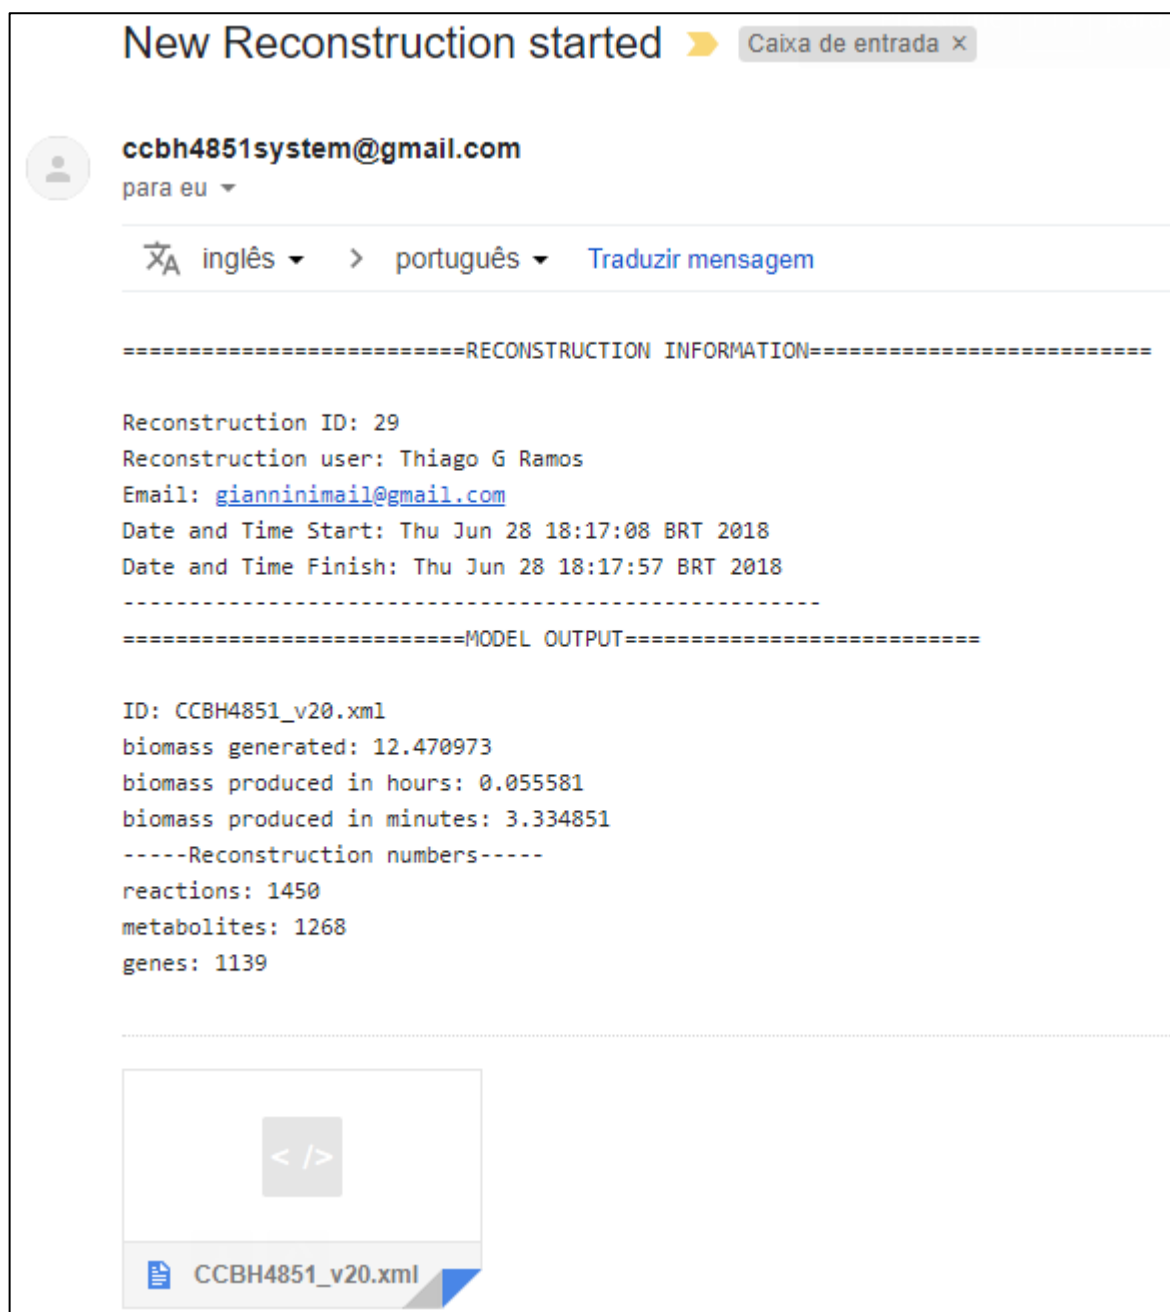 New Reconstruction started Caixa de entrada ×
ccbh4851system@gmail.com
para eu
inglês > português Traduzir mensagem
==========================RECONSTRUCTION INFORMATION==========================
Reconstruction ID: 29
Reconstruction user: Thiago G Ramos
Email: gianninimail@gmail.com
Date and Time Start: Thu Jun 28 18:17:08 BRT 2018
Date and Time Finish: Thu Jun 28 18:17:57 BRT 2018
-----------------------------------------------------
==========================MODEL OUTPUT===========================
ID: CCBH4851_v20.xml
biomass generated: 12.470973
biomass produced in hours: 0.055581
biomass produced in minutes: 3.334851
-----Reconstruction numbers-----
reactions: 1450
metabolites: 1268
genes: 1139
< />
CCBH4851_v20.xml